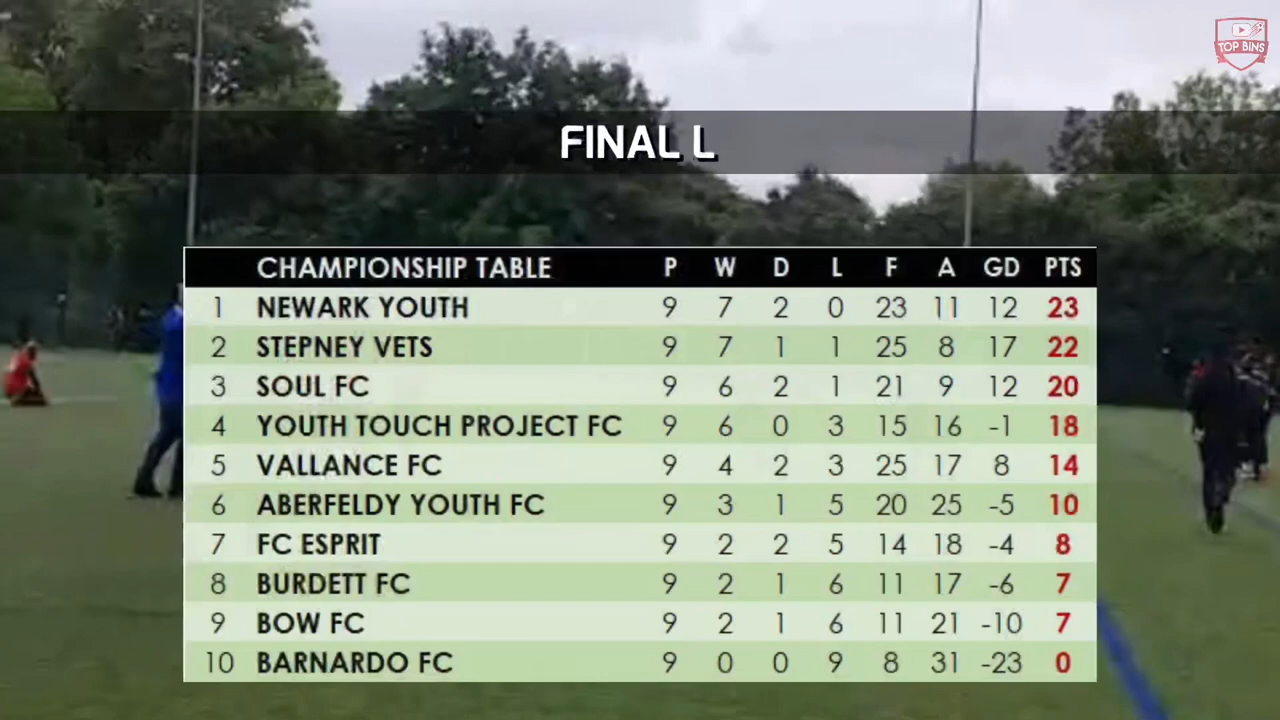 TOP BINS
FINAL L
CHAMPIONSHIP TABLE P W D L F A GD PTS
1 NEWARK YOUTH 9 7 2 0 23 11 12 23
2 STEPNEY VETS 9 7 1 1 25 8 17 22
3 SOUL FC 9 6 2 1 21 9 12 20
4 YOUTH TOUCH PROJECT FC 9 6 0 3 15 16 -1 18
5 VALLANCE FC 9 4 2 3 25 17 8 14
6 ABERFELDY YOUTH FC 9 3 1 5 20 25 -5 10
7 FC ESPRIT 9 2 2 5 14 18 -4 8
8 BURDETT FC 9 2 1 6 11 17 -6 7
9 BOW FC 9 2 1 6 11 21 -10 7
10 BARNARDO FC 9 0 0 9 8 31 -23 0